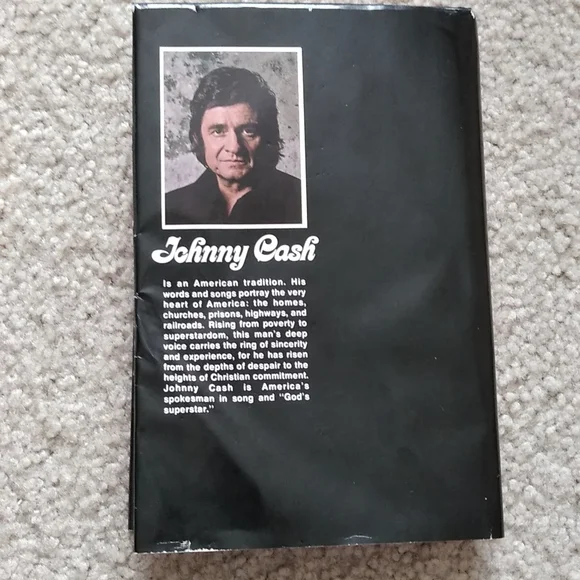 Johnny Cash
Is an American tradition. His
words and songs portray the very
heart of America: the homes,
churches, prisons, highways, and
railroads. Rising from poverty to
superstardom, this man's deep
voice carries the ring of sincerity
and experience, for he has risen
from the depths of despair to the
heights of Christian commitment.
Johnny Cash is America's
spokesman in song and "God's
superstar."